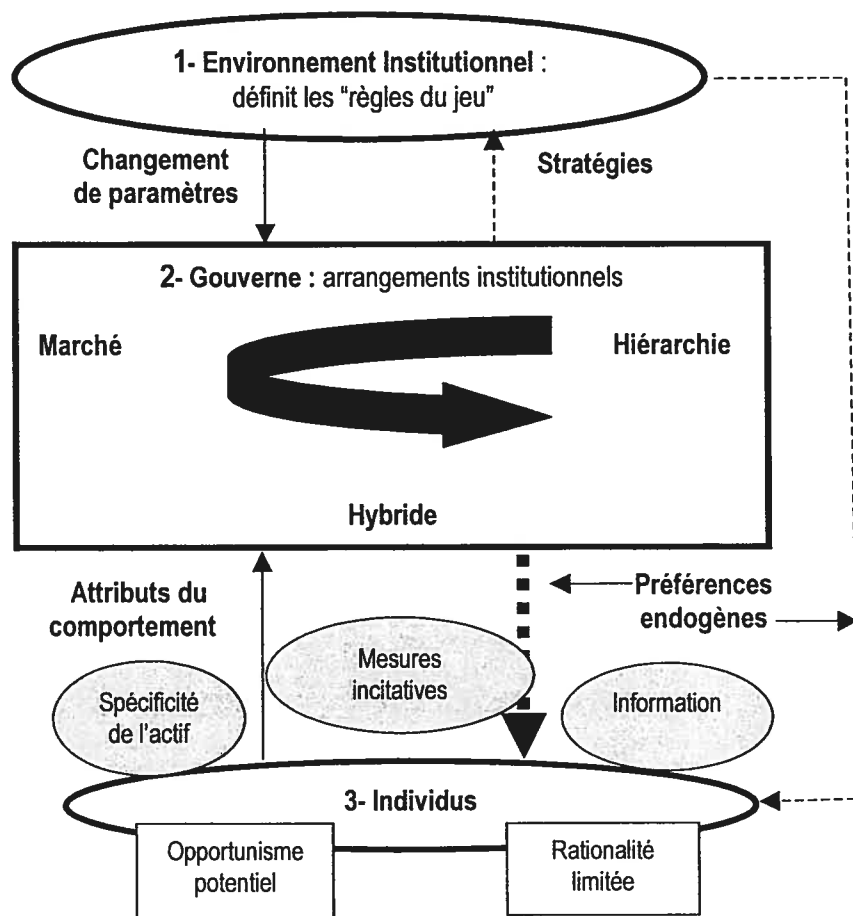 1- Environnement Institutionnel :
définit les “règles du jeu”
Changement
de paramètres
Stratégies
2- Gouverne : arrangements institutionnels
Marché
Hiérarchie
Hybride
Attributs du
comportement
Préférences
endogènes
Mesures
incitatives
Spécificité
de l'actif
Information
3- Individus
Opportunisme
potentiel
Rationalité
limitée